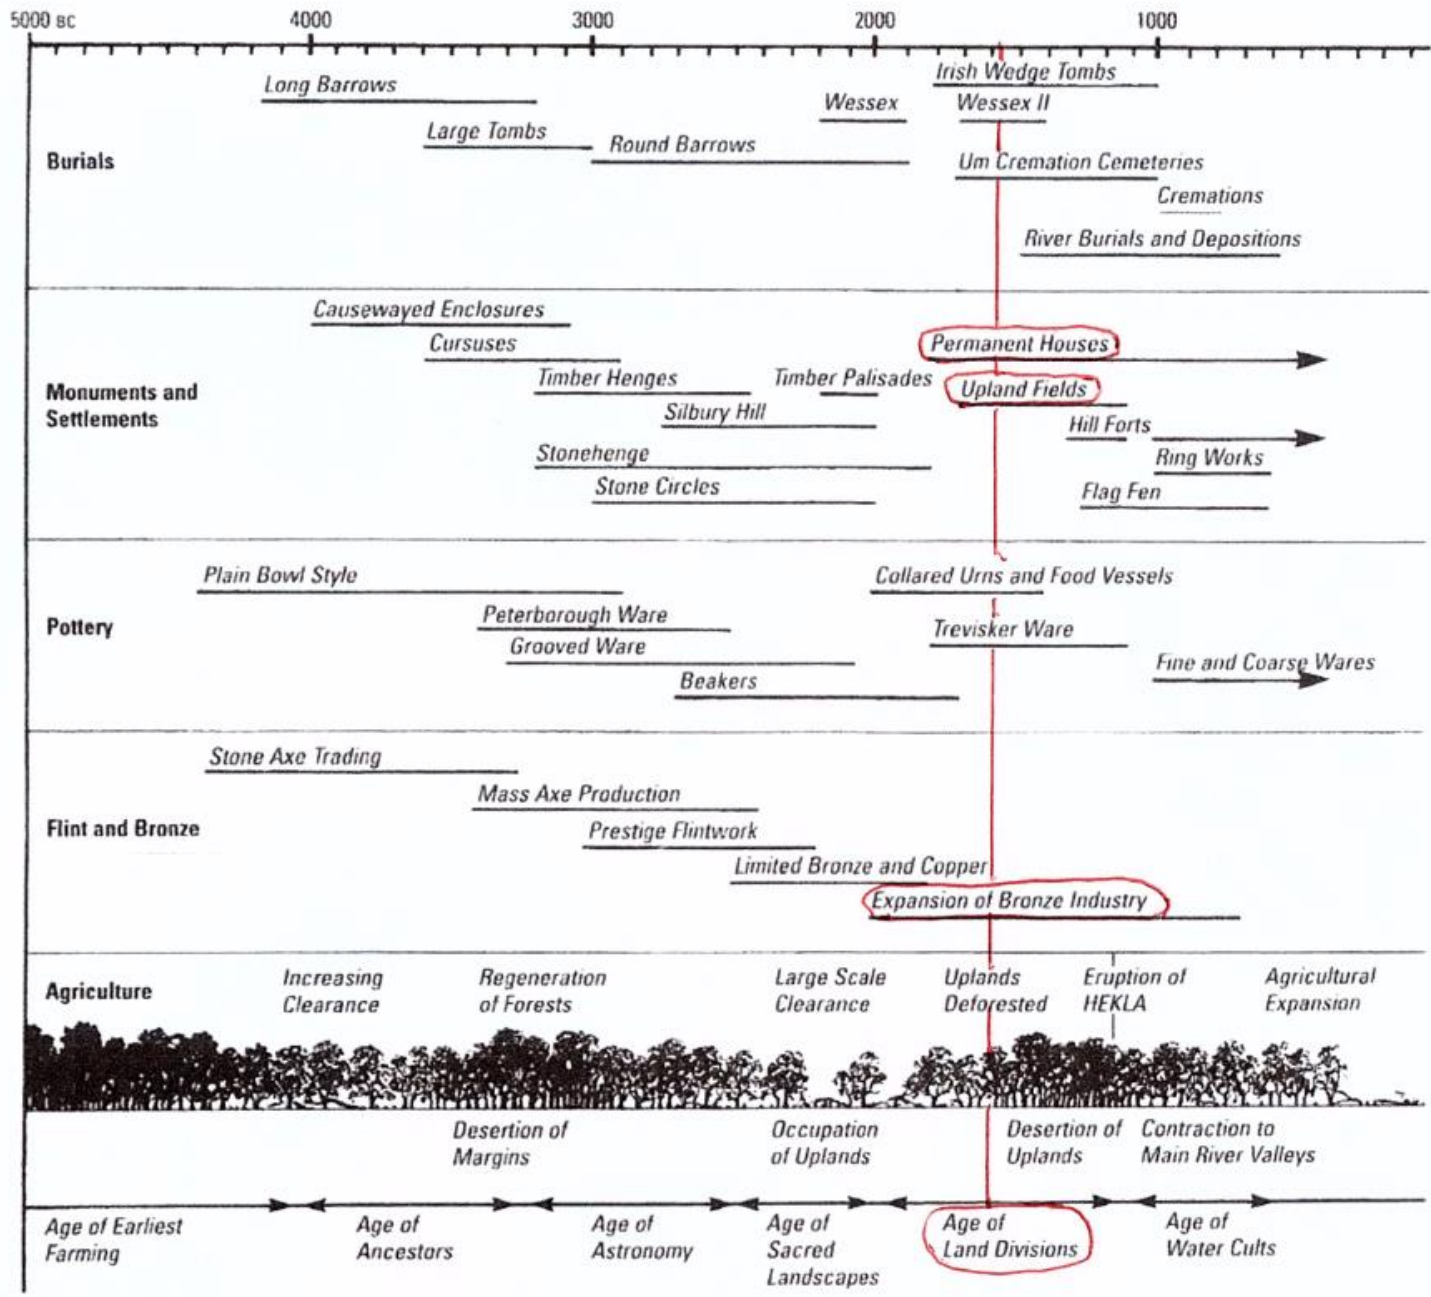 5000 BC 4000 3000 2000 1000
Irish Wedge Tombs
Long Barrows
Wessex Wessex II
Large Tombs
Round Barrows
Burials
Um Cremation Cemeteries
Cremations
River Burials and Depositions
Causewayed Enclosures
Cursuses
Permanent Houses
Timber Henges
Timber Palisades
Monuments and
Settlements
Upland Fields
Silbury Hill
Hill Forts
Stonehenge
Ring Works
Stone Circles
Flag Fen
Plain Bowl Style
Collared Urns and Food Vessels
Peterborough Ware
Pottery
Trevisker Ware
Grooved Ware
Fine and Coarse Wares
Beakers
Stone Axe Trading
Mass Axe Production
Flint and Bronze
Prestige Flintwork
Limited Bronze and Copper
Expansion of Bronze Industry
Agriculture
Increasing
Clearance
Regeneration
of Forests
Large Scale
Clearance
Uplands
Deforested
Eruption of
HEKLA
Agricultural
Expansion
Desertion of
Margins
Occupation
of Uplands
Desertion of
Uplands
Contraction to
Main River Valleys
Age of Earliest
Farming
Age of
Ancestors
Age of
Astronomy
Age of
Sacred
Landscapes
Age of
Land Divisions
Age of
Water Cults